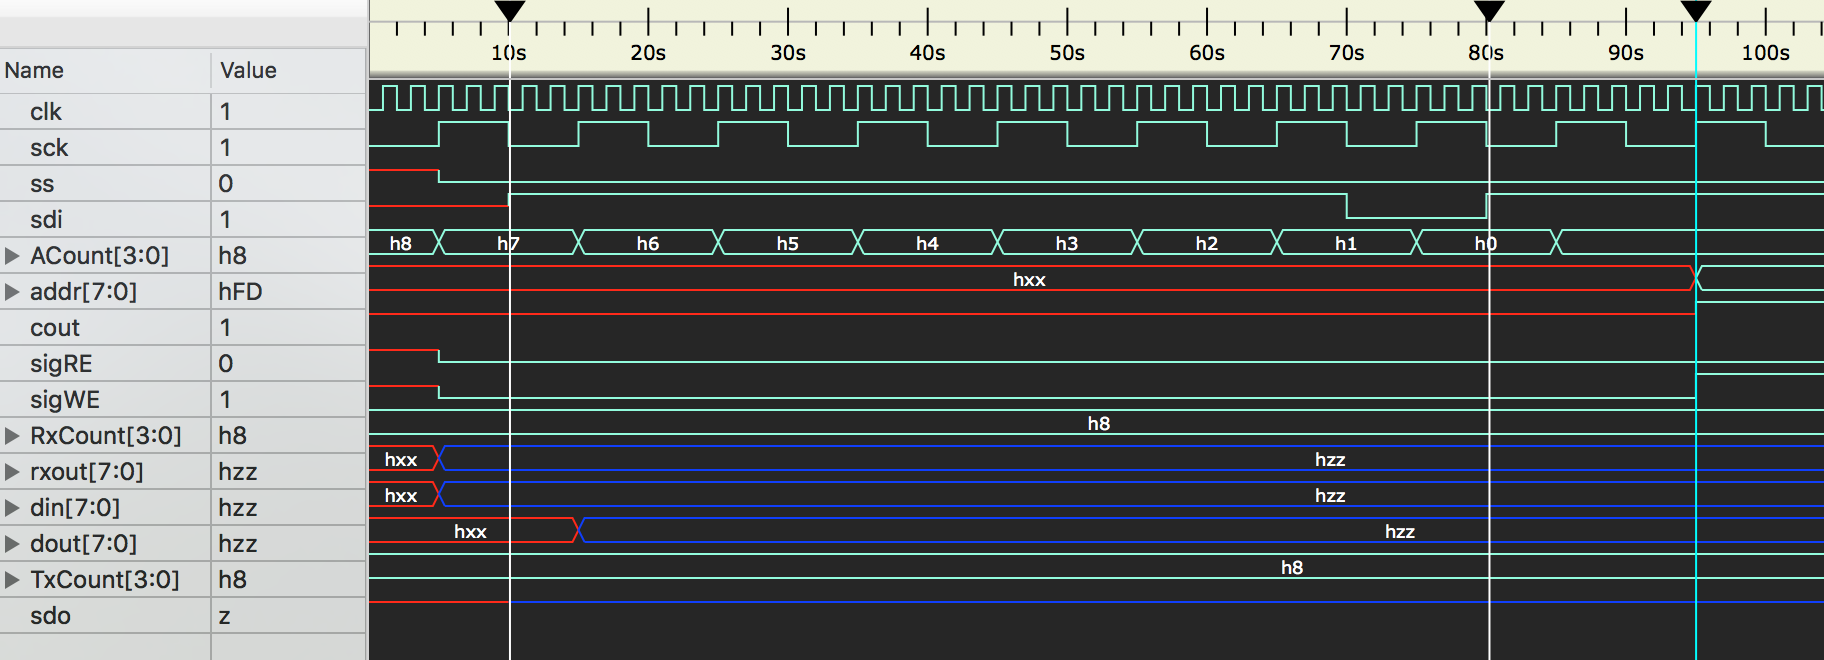 10s 20s 30s 40s 50s 60s 70s 80s 90s 100s
Name Value
clk 1
sck 1
ss 0
sdi 1
ACount[3:0] h8 h8 h7 h6 h5 h4 h3 h2 h1 h0
addr[7:0] hFD hxx
cout 1
sigRE 0
sigWE 1
RxCount[3:0] h8 h8
rxout[7:0] hzz hxx hzz
din[7:0] hzz hxx hzz
dout[7:0] hzz hxx hzz
TxCount[3:0] h8 h8
sdo z